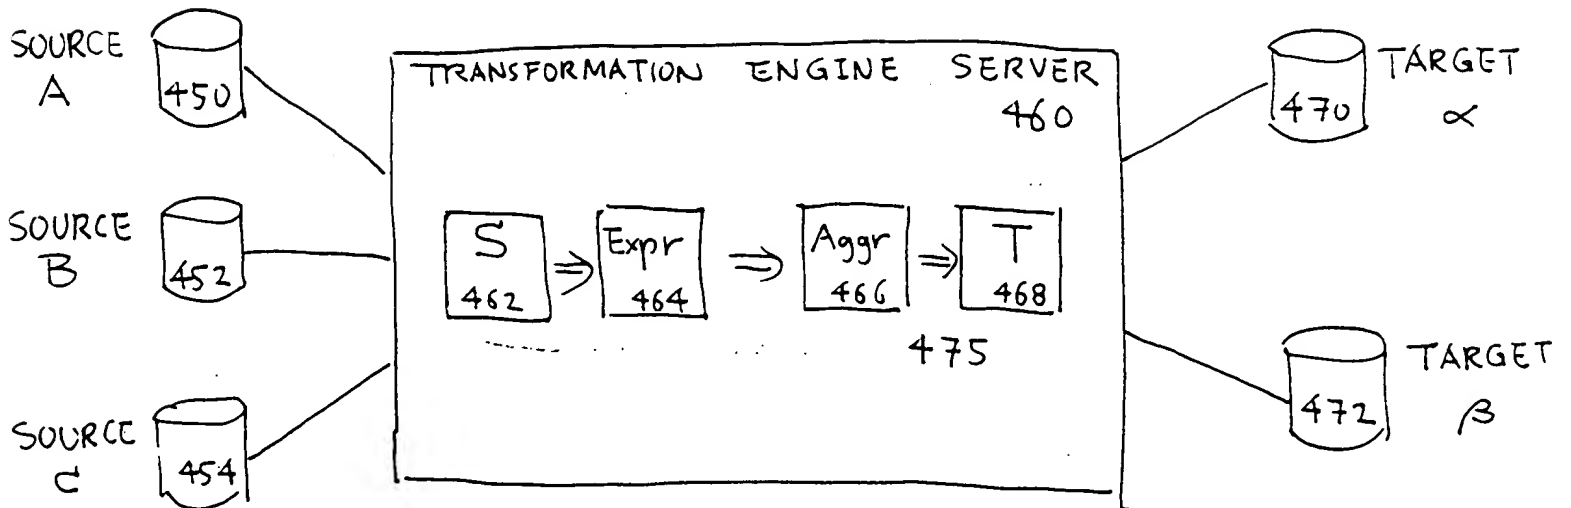 SOURCE
A
450
SOURCE
B
452
SOURCE
C
454
TRANSFORMATION ENGINE SERVER
460
S
462
Expr
464
Aggr
466
T
468
475
470
TARGET
α
472
TARGET
β